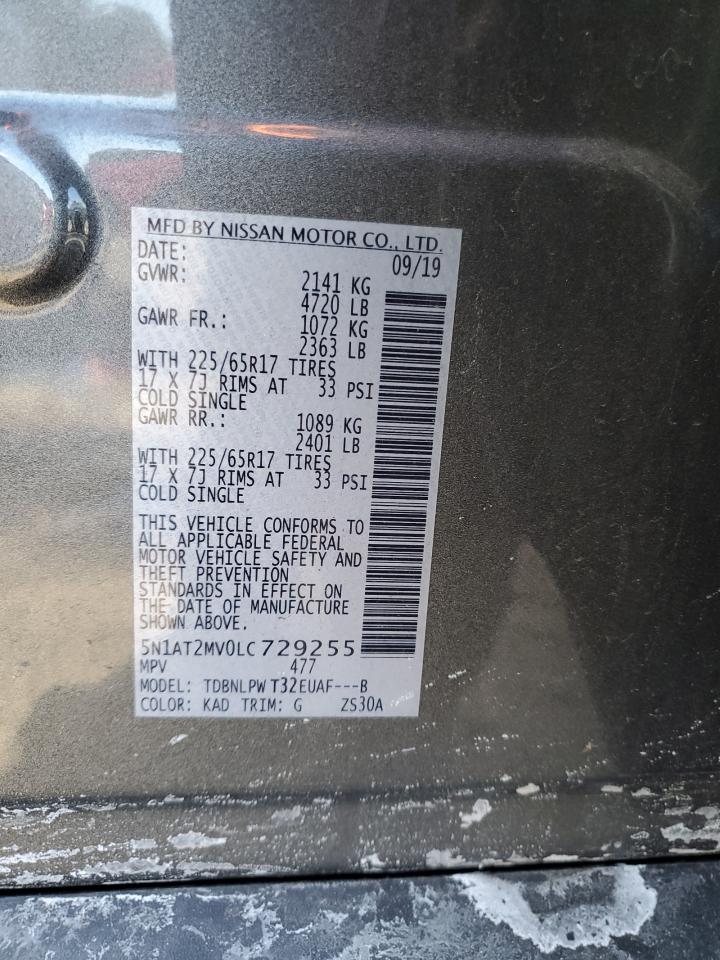 MFD BY NISSAN MOTOR CO., LTD.
DATE: 09/19
GVWR: 2141 KG
4720 LB
GAWR FR.: 1072 KG
2363 LB
WITH 225/65R17 TIRES
17 X 7J RIMS AT 33 PSI
COLD SINGLE
GAWR RR.: 1089 KG
2401 LB
WITH 225/65R17 TIRES
17 X 7J RIMS AT 33 PSI
COLD SINGLE
THIS VEHICLE CONFORMS TO
ALL APPLICABLE FEDERAL
MOTOR VEHICLE SAFETY AND
THEFT PREVENTION
STANDARDS IN EFFECT ON
THE DATE OF MANUFACTURE
SHOWN ABOVE.
5N1AT2MV0LC729255
MPV 477
MODEL: TDBNLPW T32EUAF---B
COLOR: KAD TRIM: G ZS30A